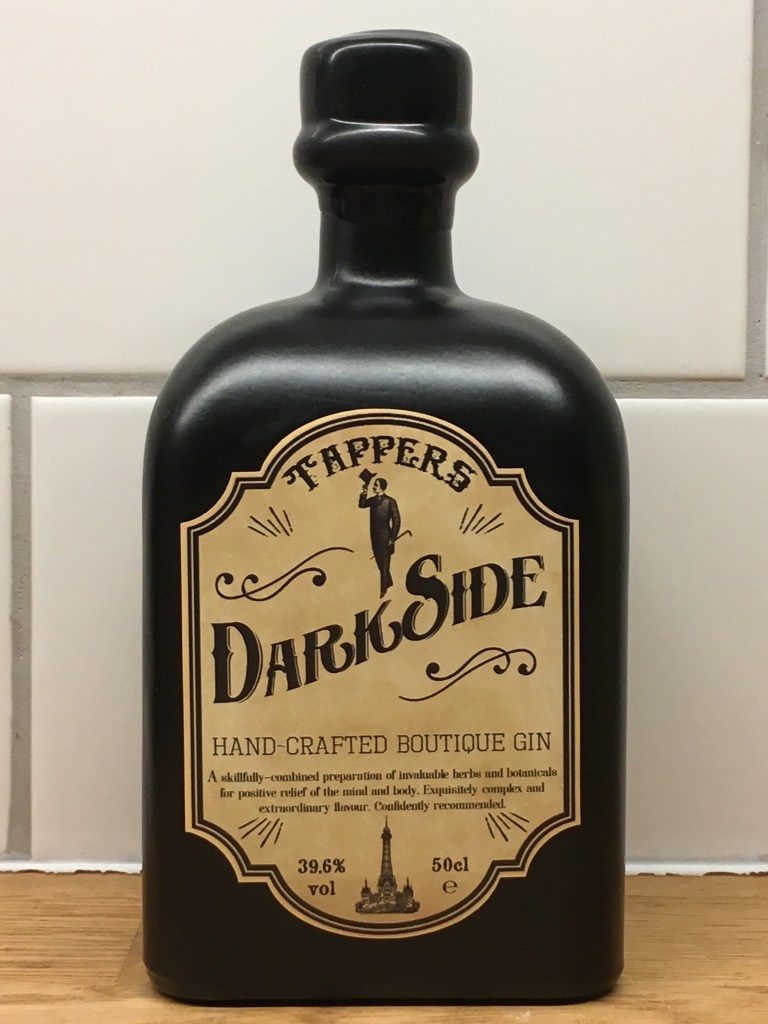 TAPPERS
DARKSIDE
HAND-CRAFTED BOUTIQUE GIN
A skillfully-combined preparation of invaluable herbs and botanicals
for positive relief of the mind and body. Exquisitely complex and
extraordinary flavour. Confidently recommended.
39.6% 50cl
vol e